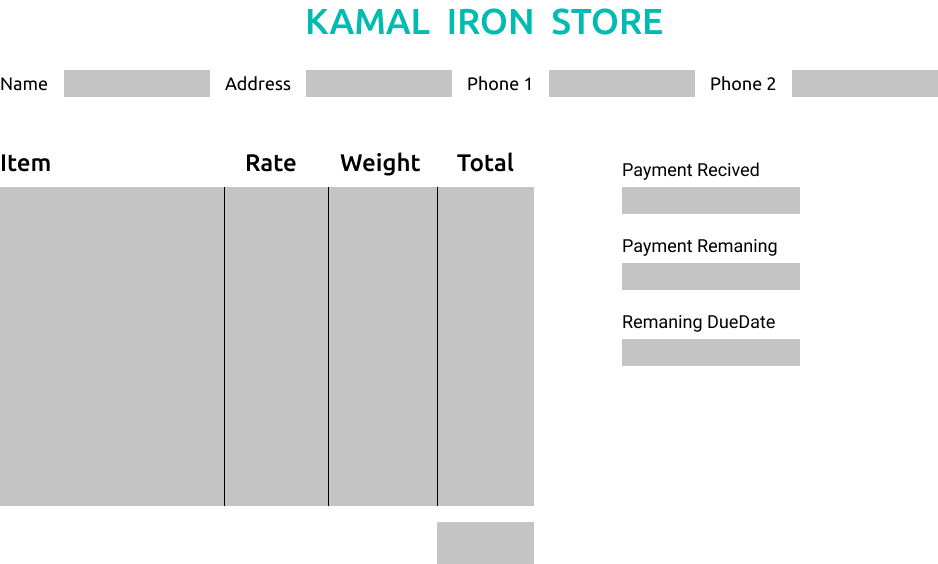 KAMAL IRON STORE
Name Address Phone 1 Phone 2
Item Rate Weight Total
Payment Recived
Payment Remaning
Remaning DueDate